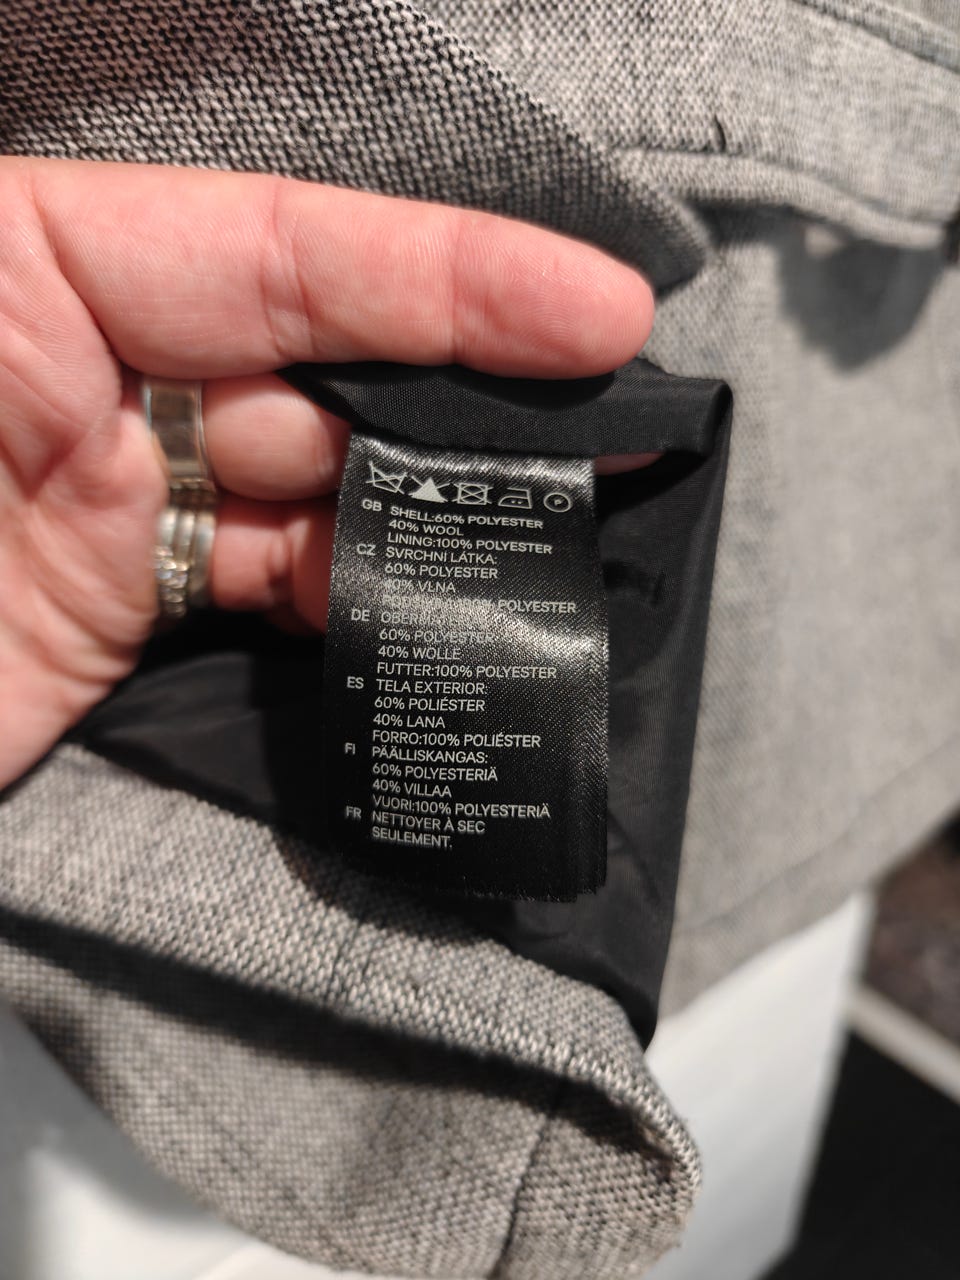 P
GB SHELL:60% POLYESTER
40% WOOL
LINING:100% POLYESTER
CZ SVRCHNÍ LÁTKA:
60% POLYESTER
40% VLNA
100% POLYESTER
DE
60% POLYESTER
40% WOLLE
FUTTER:100% POLYESTER
ES TELA EXTERIOR:
60% POLIÉSTER
40% LANA
FORRO:100% POLIÉSTER
FI PÄÄLLISKANGAS:
60% POLYESTERIÄ
40% VILLAA
VUORI:100% POLYESTERIÄ
FR NETTOYER À SEC
SEULEMENT,